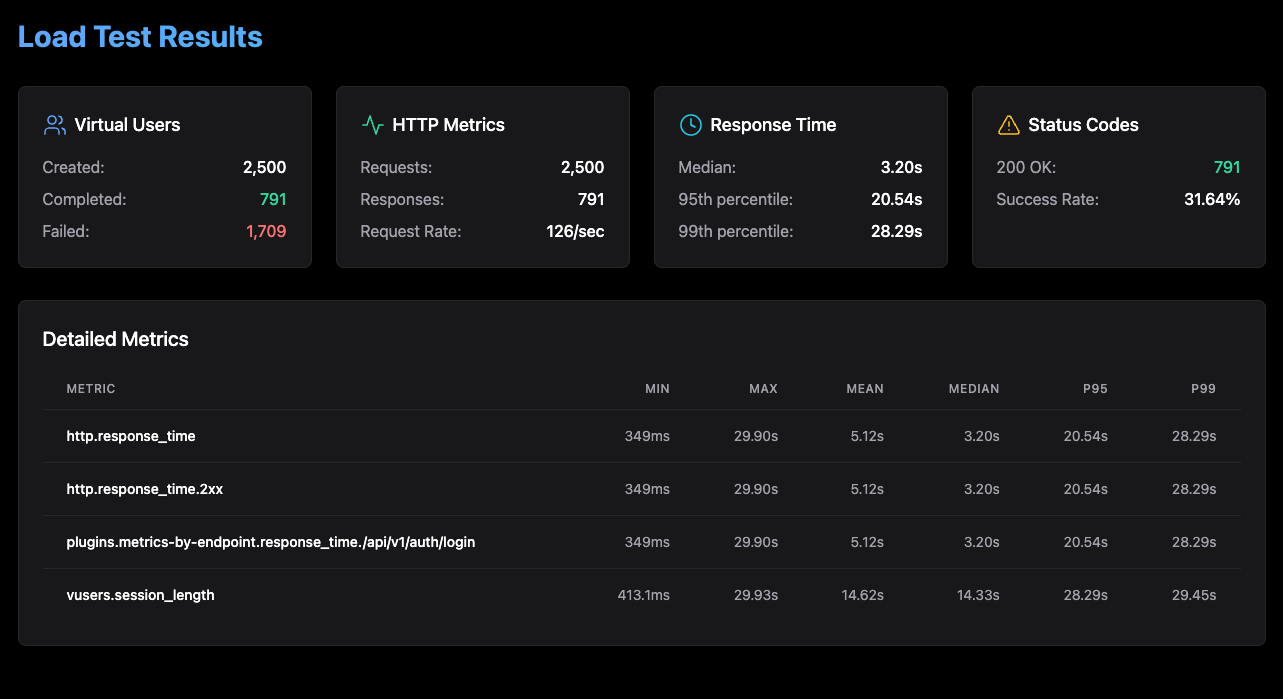 Load Test Results
Virtual Users
Created: 2,500
Completed: 791
Failed: 1,709
HTTP Metrics
Requests: 2,500
Responses: 791
Request Rate: 126/sec
Response Time
Median: 3.20s
95th percentile: 20.54s
99th percentile: 28.29s
Status Codes
200 OK: 791
Success Rate: 31.64%
Detailed Metrics
METRIC MIN MAX MEAN MEDIAN P95 P99
http.response_time 349ms 29.90s 5.12s 3.20s 20.54s 28.29s
http.response_time.2xx 349ms 29.90s 5.12s 3.20s 20.54s 28.29s
plugins.metrics-by-endpoint.response_time./api/v1/auth/login 349ms 29.90s 5.12s 3.20s 20.54s 28.29s
vusers.session_length 413.1ms 29.93s 14.62s 14.33s 28.29s 29.45s